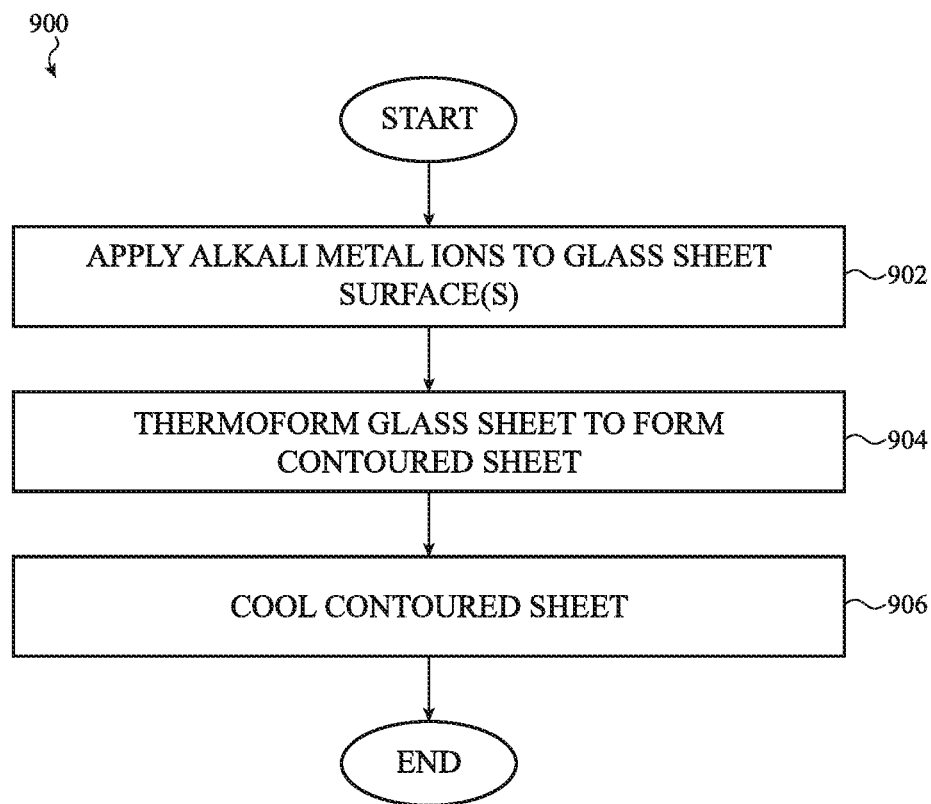 900
START
APPLY ALKALI METAL IONS TO GLASS SHEET
SURFACE(S)
902
THERMOFORM GLASS SHEET TO FORM
CONTOURED SHEET
904
COOL CONTOURED SHEET
906
END